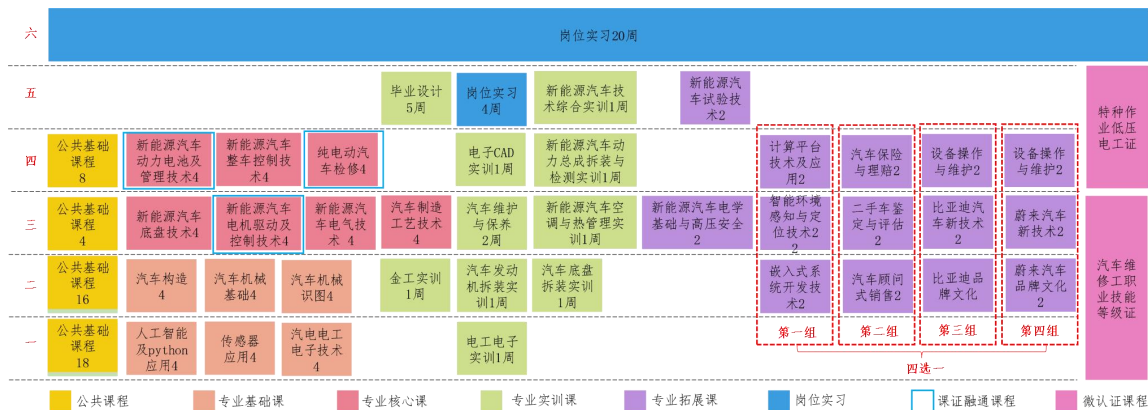 六
岗位实习20周
五
毕业设计
5周
岗位实习
4周
新能源汽车技
术综合实训1周
新能源汽
车试验技
术2
特种作
业低压
电工证
四
公共基础
课程
8
新能源汽车
动力电池及
管理技术4
新能源汽车
整车控制技
术4
纯电动汽
车检修4
电子CAD
实训1周
新能源汽车动
力总成拆装与
检测实训1周
计算平台
技术及应
用2
汽车保险
与理赔2
设备操作
与维护2
设备操作
与维护2
三
公共基础
课程
4
新能源汽车
底盘技术4
新能源汽车
电机驱动及
控制技术4
新能源汽
车电气技
术 4
汽车制造
工艺技术
4
汽车维护
与保养
2周
新能源汽车空
调与热管理实
训1周
新能源汽车电学
基础与高压安全
2
智能环境
感知与定
位技术2
2
二手车鉴
定与评估
2
比亚迪汽
车新技术
2
蔚来汽车
新技术2
汽车维
修工职
业技能
等级证
二
公共基础
课程
16
汽车构造
4
汽车机械
基础4
汽车机械
识图4
金工实训
1周
汽车发动
机拆装实
训1周
汽车底盘
拆装实训
1周
嵌入式系
统开发技
术2
汽车顾问
式销售2
比亚迪品
牌文化
蔚来汽车
品牌文化
2
第一组
第二组
第三组
第四组
一
公共基础
课程
18
人工智能
及python
应用4
传感器
应用4
汽电电工
电子技术
4
电工电子
实训1周
四选一
公共课程
专业基础课
专业核心课
专业实训课
专业拓展课
岗位实习
课证融通课程
微认证课程